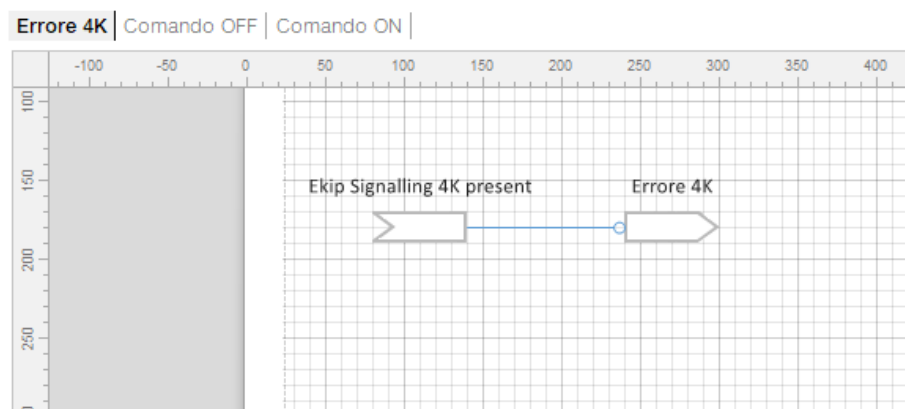 Errore 4K Comando OFF Comando ON
-100 -50 0 50 100 150 200 250 300 350 400
100
150
Ekip Signalling 4K present Errore 4K
200
250